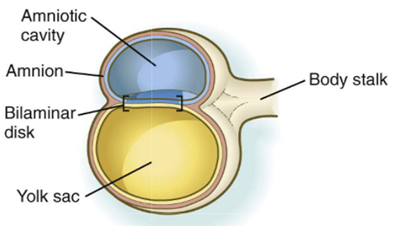 Amniotic
cavity
Amnion
Body stalk
Bilaminar
disk
Yolk sac